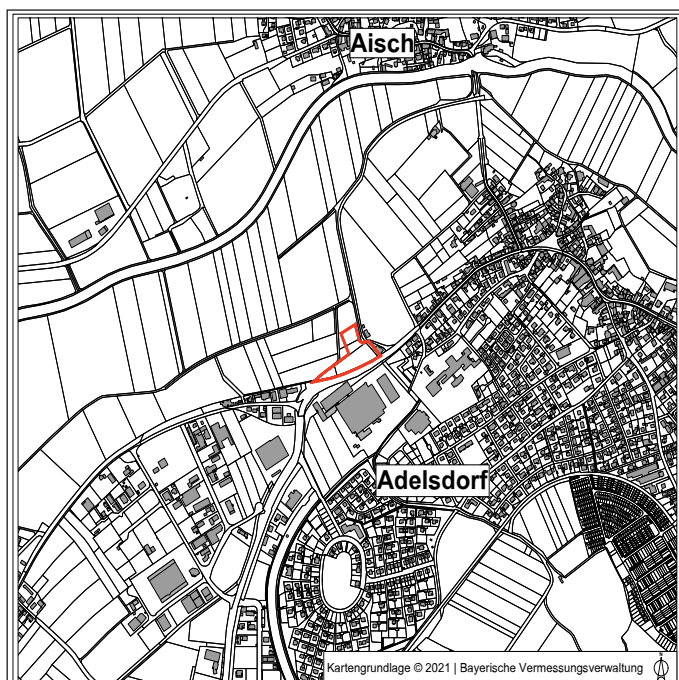 Aisch
Adelsdorf
Kartengrundlage © 2021 | Bayerische Vermessungsverwaltung